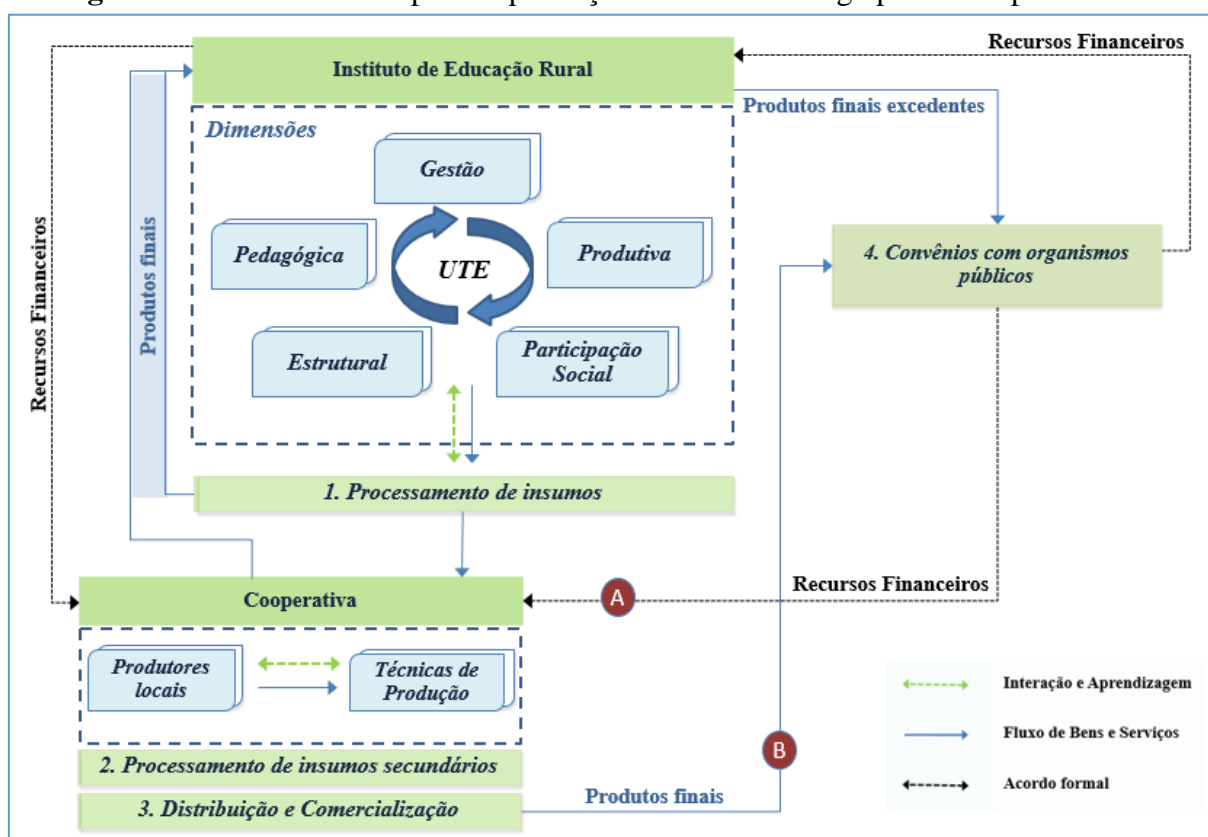 Recursos Financeiros
Instituto de Educação Rural
Produtos finais excedentes
Dimensões
Gestão
Pedagógica
UTE
Produtiva
Estrutural
Participação
Social
Recursos Financeiros
Produtos finais
4. Convênios com organismos
públicos
1. Processamento de insumos
Recursos Financeiros
A
Cooperativa
Produtores
locais
Técnicas de
Produção
Interação e Aprendizagem
Fluxo de Bens e Serviços
Acordo formal
B
2. Processamento de insumos secundários
3. Distribuição e Comercialização
Produtos finais